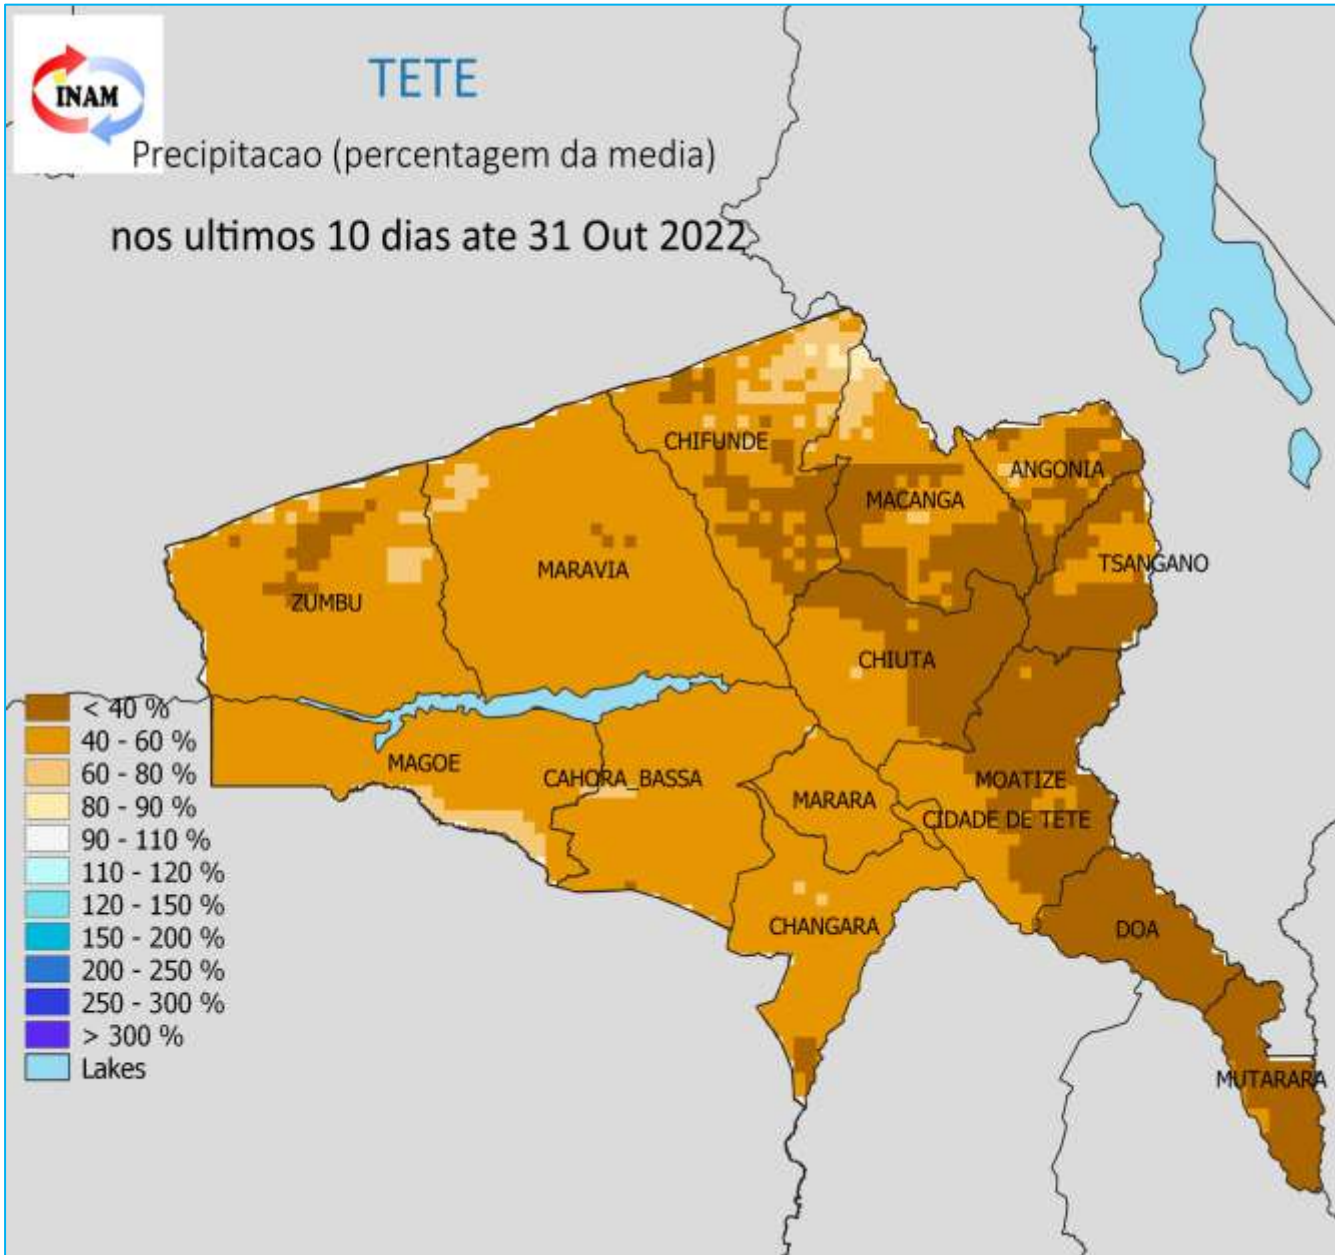 INAM
TETE
Precipitacao (percentagem da media)
nos ultimos 10 dias ate 31 Out 2022
CHIFUNDE
ANGONIA
MACANGA
TSANGANO
MARAVIA
ZUMBU
CHIUTA
MAGOE
CAHORA_BASSA
MOATIZE
MARARA
CIDADE DE TETE
CHANGARA
DOA
MUTARARA
< 40 %
40 - 60 %
60 - 80 %
80 - 90 %
90 - 110 %
110 - 120 %
120 - 150 %
150 - 200 %
200 - 250 %
250 - 300 %
> 300 %
Lakes